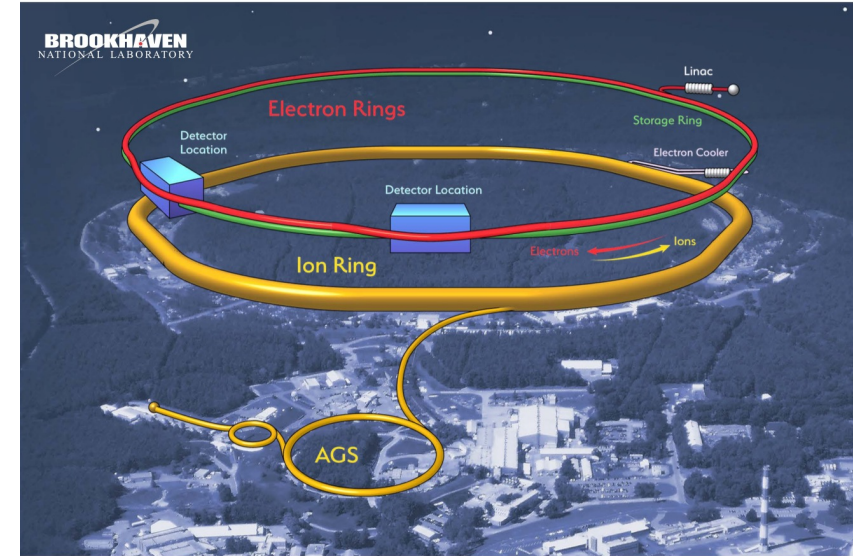 BROOKHAVEN
NATIONAL LABORATORY
Linac
Electron Rings
Storage Ring
Detector
Location
Electron Cooler
Detector Location
Electrons
Ions
Ion Ring
AGS